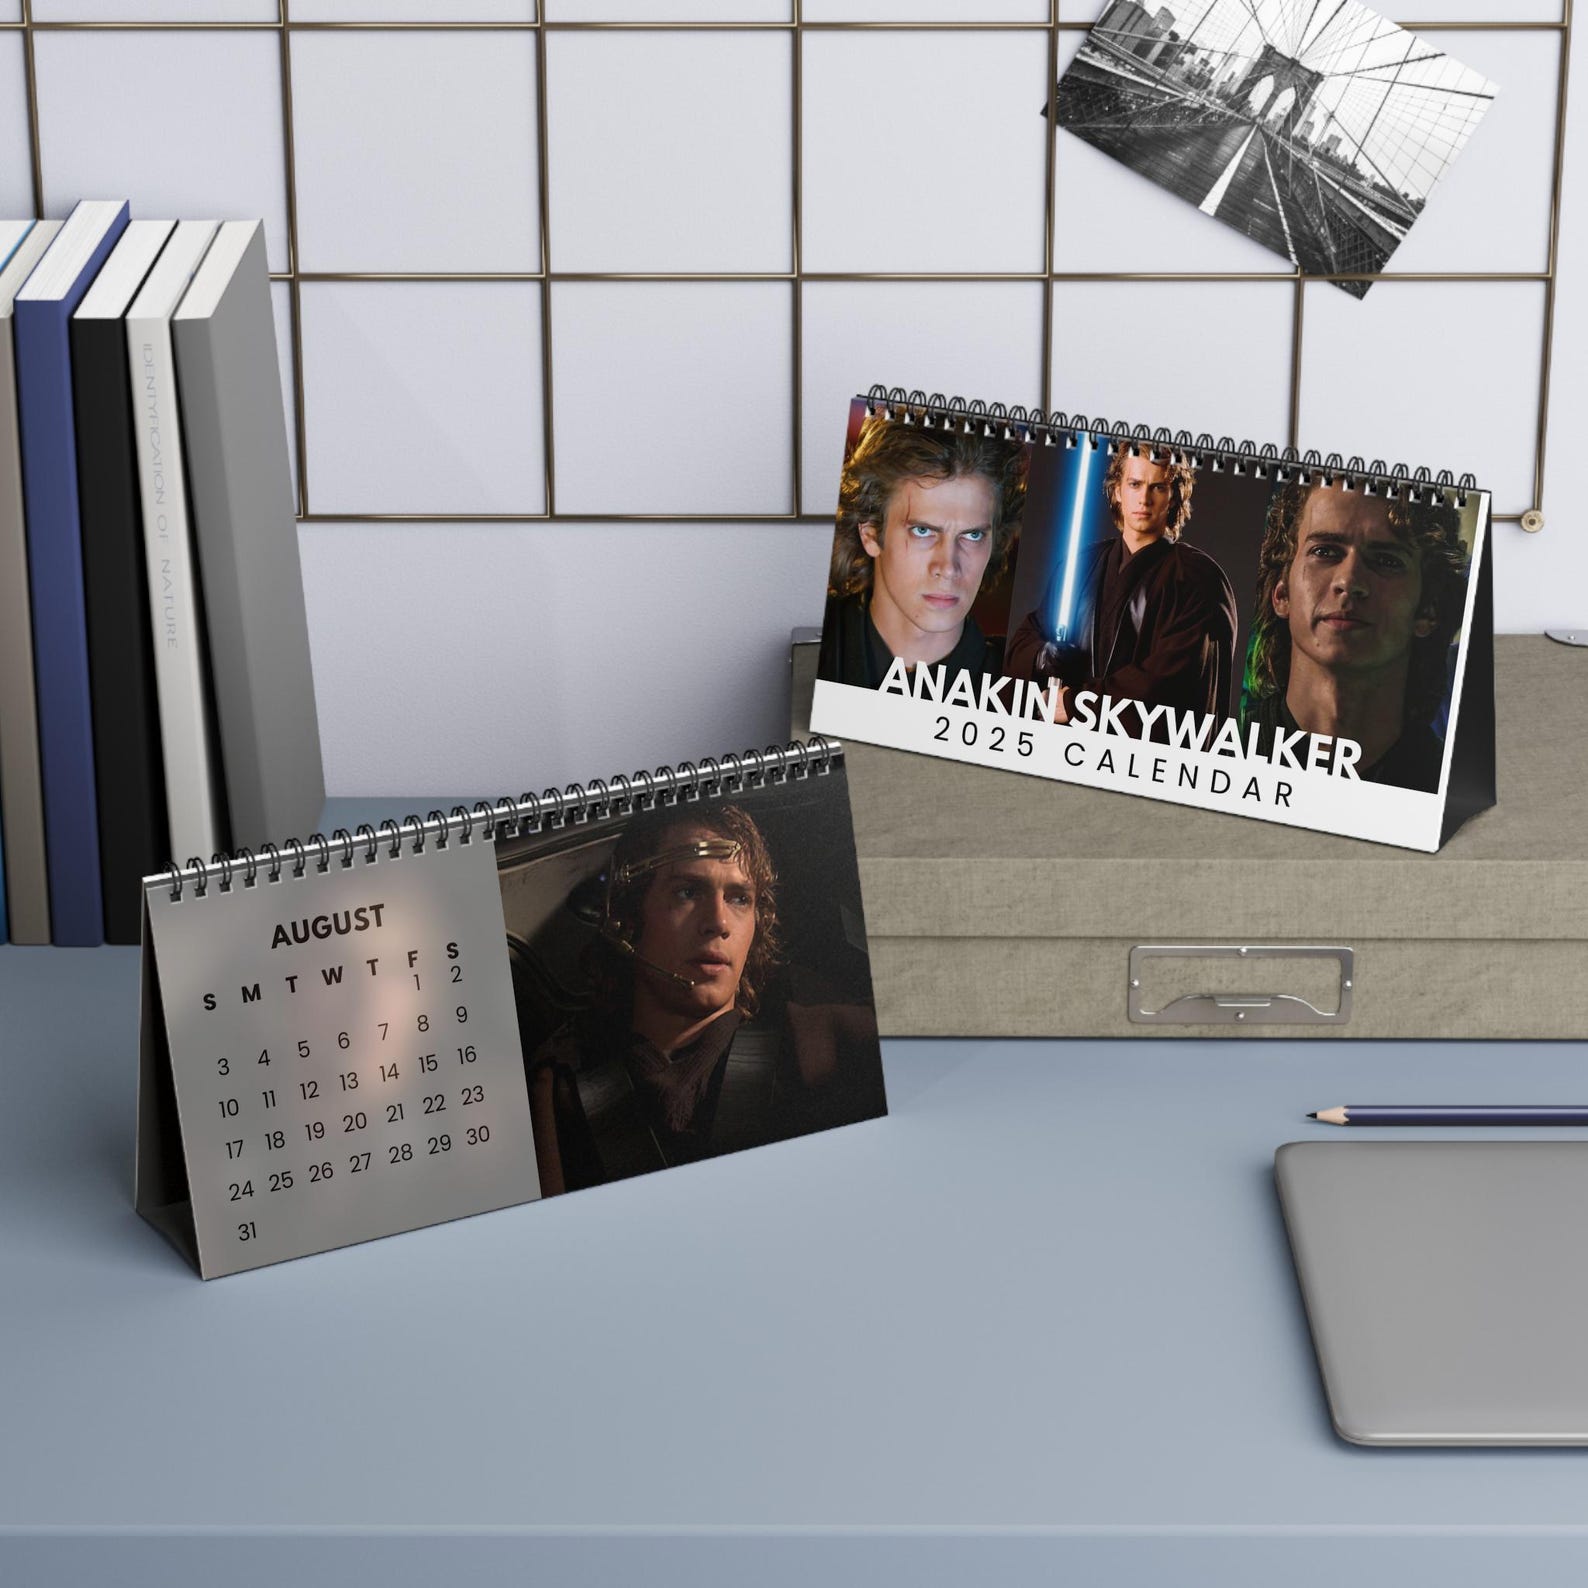 IDENTYFICATION OF NATURE
ANAKIN SKYWALKER
2025 CALENDAR
AUGUST
S M T W T F S
1 2
3 4 5 6 7 8 9
10 11 12 13 14 15 16
17 18 19 20 21 22 23
24 25 26 27 28 29 30
31